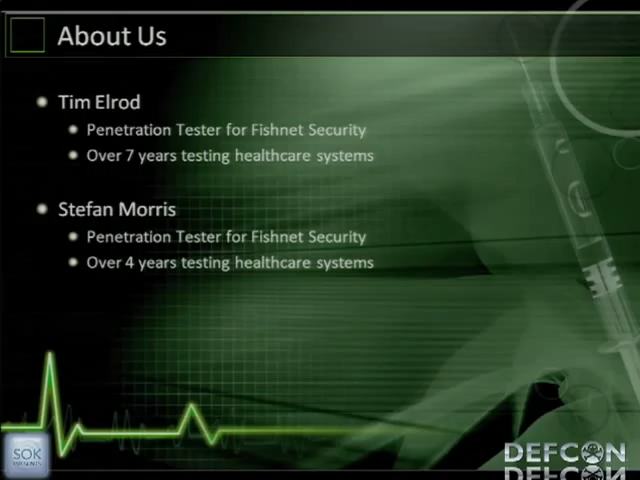 About Us
Tim Elrod
Penetration Tester for Fishnet Security
Over 7 years testing healthcare systems
Stefan Morris
Penetration Tester for Fishnet Security
Over 4 years testing healthcare systems
SOK
PRESENTS
DEFCON